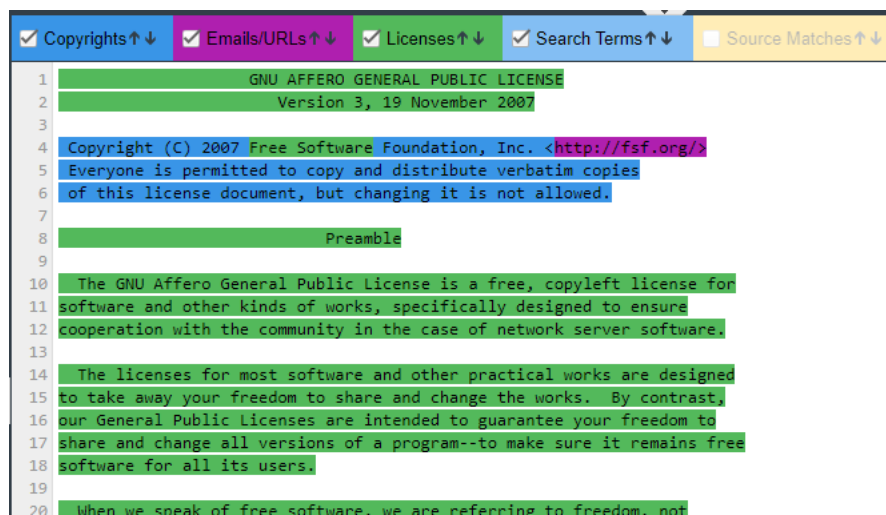 Copyrights↑↓ Emails/URLs↑↓ Licenses↑↓ Search Terms↑↓ Source Matches↑↓
1 GNU AFFERO GENERAL PUBLIC LICENSE
2 Version 3, 19 November 2007
3
4 Copyright (C) 2007 Free Software Foundation, Inc. <http://fsf.org/>
5 Everyone is permitted to copy and distribute verbatim copies
6 of this license document, but changing it is not allowed.
7
8 Preamble
9
10 The GNU Affero General Public License is a free, copyleft license for
11 software and other kinds of works, specifically designed to ensure
12 cooperation with the community in the case of network server software.
13
14 The licenses for most software and other practical works are designed
15 to take away your freedom to share and change the works. By contrast,
16 our General Public Licenses are intended to guarantee your freedom to
17 share and change all versions of a program--to make sure it remains free
18 software for all its users.
19
20 When we speak of free software, we are referring to freedom, not